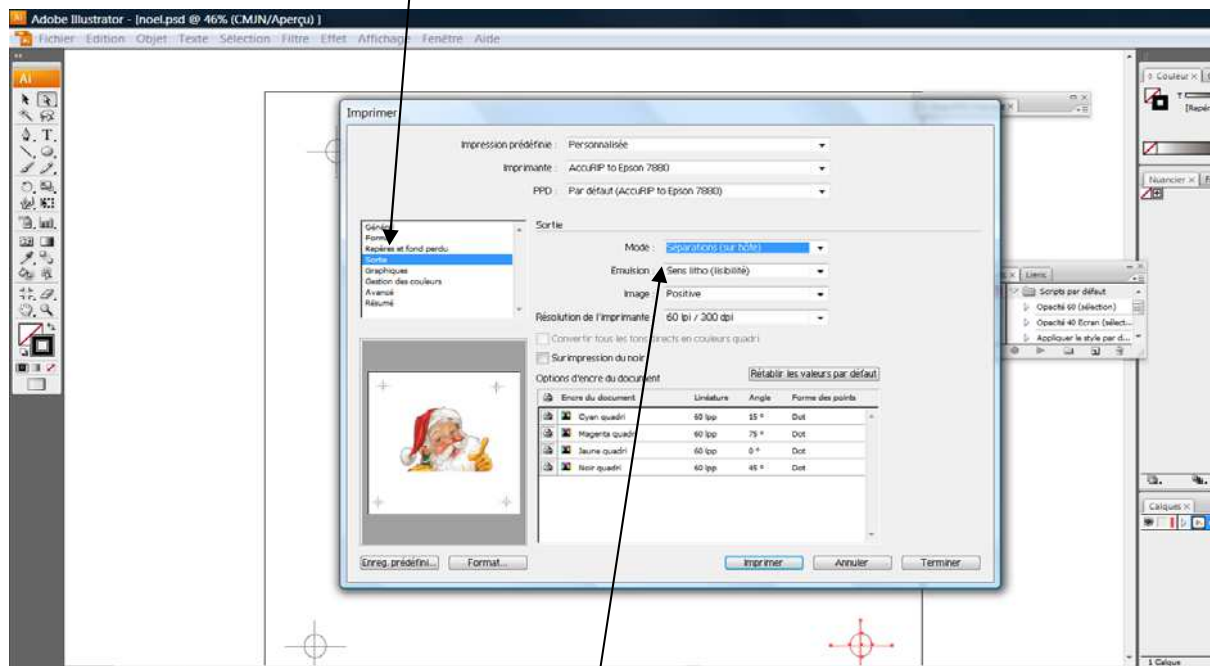 Adobe Illustrator - [noel.psd @ 46% (CMJN/Aperçu) ]
Fichier Edition Objet Texte Sélection Filtre Effet Affichage Fenêtre Aide
Ai
Couleur ×
T
[Repér
Imprimer
Impression prédéfinie : Personnalisée
Imprimante : AccuRIP to Epson 7880
PPD : Par défaut (AccuRIP to Epson 7880)
Nuancier ×
Repères et fond perdu
Sortie
Graphiques
Gestion des couleurs
Avancé
Résumé
Sortie
Mode : Séparations (sur hôte)
Emulsion : Sens litho (lisibilité)
Image : Positive
Résolution de l'imprimante 60 lpi / 300 dpi
Convertir tous les tons directs en couleurs quadri
Surimpression du noir
Options d'encre du document Rétablir les valeurs par défaut
Encre du document Linéature Angle Forme des points
Cyan quadri 60 lpp 15 ° Dot
Magenta quadri 60 lpp 75 ° Dot
Jaune quadri 60 lpp 0 ° Dot
Noir quadri 60 lpp 45 ° Dot
Liens
Scripts par défaut
Opacité 60 (sélection)
Opacité 40 Ecran (sélect...
Appliquer le style par d...
Enreg. prédéfini... Format... Imprimer Annuler Terminer
Calques ×
1 Calque